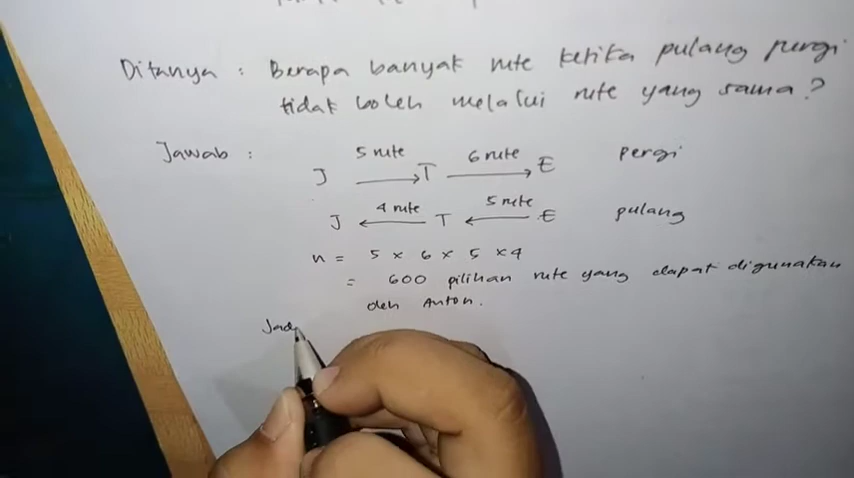 Ditanya : Berapa banyak rute ketika pulang pergi
tidak boleh melalui rute yang sama?
Jawab :
J 5 rute T 6 rute E pergi
J 4 rute T 5 rute E pulang
n = 5 x 6 x 5 x 4
= 600 pilihan rute yang dapat digunakan
oleh Anton.
Jad